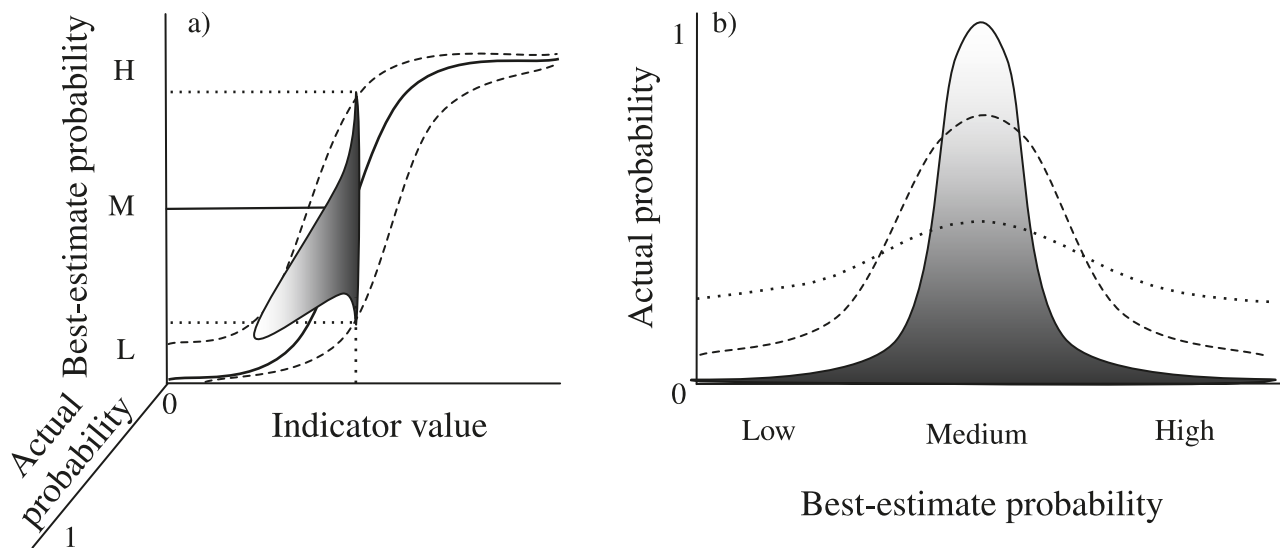 a)
Best-estimate probability
H
M
L
0
Indicator value
Actual
probability
1
b)
1
Actual probability
0
Low
Medium
High
Best-estimate probability